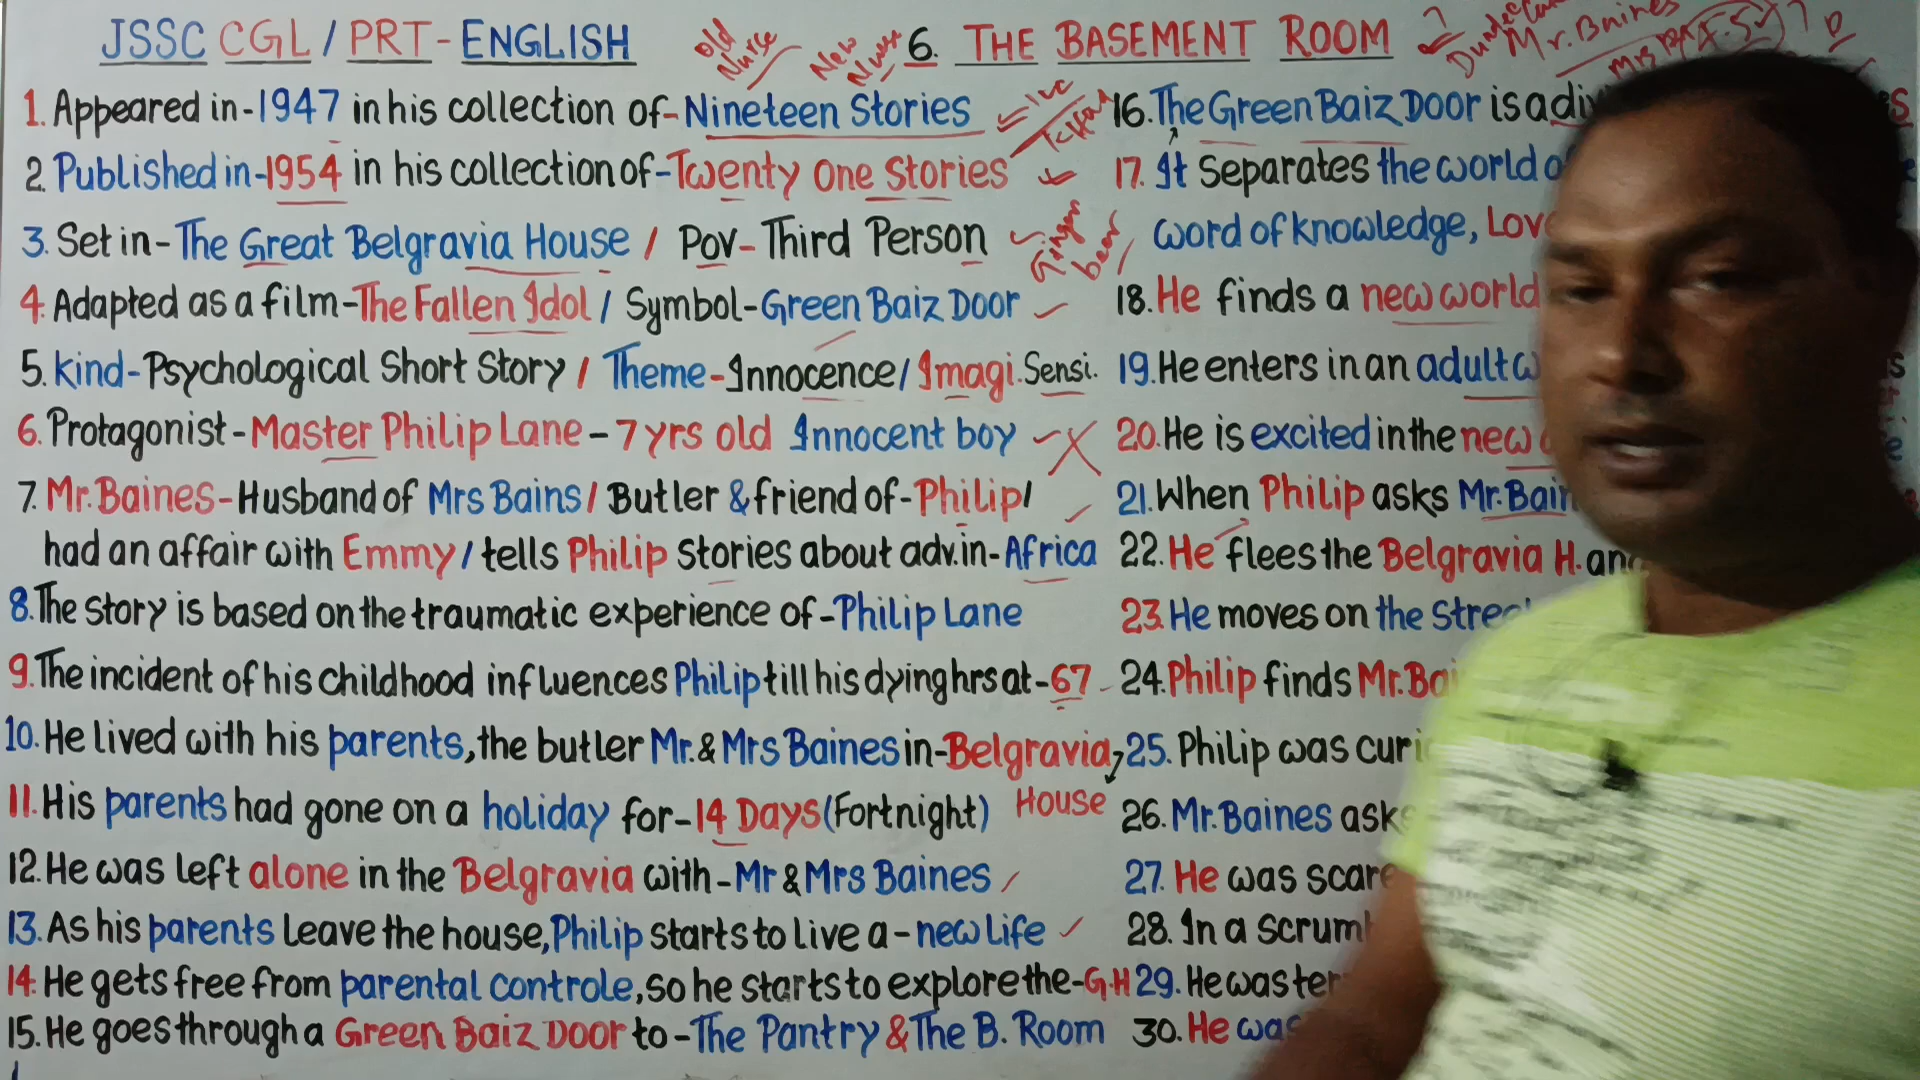 JSSC CGL / PRT - ENGLISH
6. THE BASEMENT ROOM
old Nurse
New Nurse
Mr. Baines
1. Appeared in - 1947 in his collection of - Nineteen Stories
2. Published in - 1954 in his collection of - Twenty One Stories
3. Set in - The Great Belgravia House / Pov - Third Person
4. Adapted as a film - The Fallen Idol / Symbol - Green Baiz Door
5. Kind - Psychological Short Story / Theme - Innocence / Imagi. Sensi.
6. Protagonist - Master Philip Lane - 7 yrs old Innocent boy
7. Mr. Baines - Husband of Mrs Bains / Butler & friend of - Philip /
had an affair with Emmy / tells Philip stories about adv. in - Africa
8. The story is based on the traumatic experience of - Philip Lane
9. The incident of his childhood influences Philip till his dying hrs at - 67
10. He lived with his parents, the butler Mr. & Mrs Baines in - Belgravia
House
11. His parents had gone on a holiday for - 14 Days (Fortnight)
12. He was left alone in the Belgravia with - Mr & Mrs Baines
13. As his parents leave the house, Philip starts to live a - new life
14. He gets free from parental controle, so he starts to explore the - G.H
15. He goes through a Green Baiz Door to - The Pantry & The B. Room
Ginger bear
16. The Green Baiz Door is a div
17. It Separates the world of
word of knowledge, Love
18. He finds a new world
19. He enters in an adult w
20. He is excited in the new
21. When Philip asks Mr. Bain
22. He flees the Belgravia H. and
23. He moves on the Street
24. Philip finds Mr. Bai
25. Philip was curi
26. Mr. Baines ask
27. He was scare
28. In a scrum
29. He was ter
30. He was